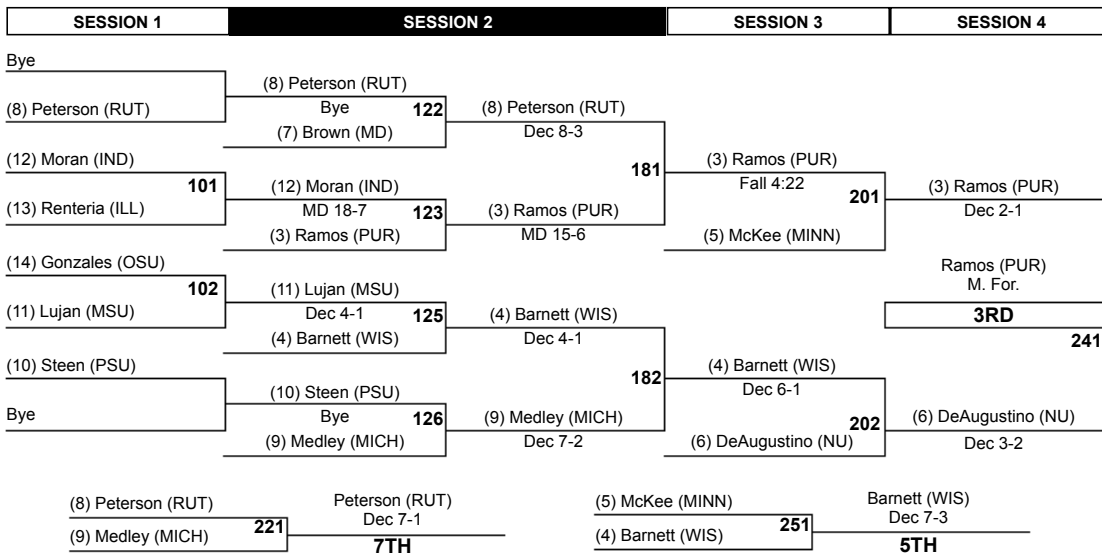 SESSION 1
SESSION 2
SESSION 3
SESSION 4
Bye
(8) Peterson (RUT)
(12) Moran (IND)
101
(13) Renteria (ILL)
(14) Gonzales (OSU)
102
(11) Lujan (MSU)
(10) Steen (PSU)
Bye
(8) Peterson (RUT)
Bye
122
(7) Brown (MD)
(12) Moran (IND)
MD 18-7
123
(3) Ramos (PUR)
(11) Lujan (MSU)
Dec 4-1
125
(4) Barnett (WIS)
(10) Steen (PSU)
Bye
126
(9) Medley (MICH)
(8) Peterson (RUT)
Dec 8-3
181
(3) Ramos (PUR)
MD 15-6
(4) Barnett (WIS)
Dec 4-1
182
(9) Medley (MICH)
Dec 7-2
(3) Ramos (PUR)
Fall 4:22
201
(5) McKee (MINN)
(4) Barnett (WIS)
Dec 6-1
202
(6) DeAugustino (NU)
(3) Ramos (PUR)
Dec 2-1
Ramos (PUR)
M. For.
3RD
241
(6) DeAugustino (NU)
Dec 3-2
(8) Peterson (RUT)
221
(9) Medley (MICH)
Peterson (RUT)
Dec 7-1
7TH
(5) McKee (MINN)
251
(4) Barnett (WIS)
Barnett (WIS)
Dec 7-3
5TH